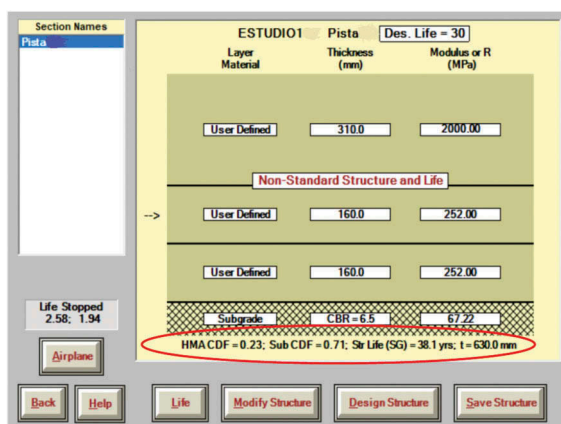 Section Names
Pista
ESTUDIO1 Pista Des. Life = 30
Layer Material
Thickness (mm)
Modulus or R (MPa)
User Defined 310.0 2000.00
Non-Standard Structure and Life
--> User Defined 160.0 252.00
User Defined 160.0 252.00
Subgrade CBR = 6.5 67.22
HMA CDF = 0.23; Sub CDF = 0.71; Str Life (SG) = 38.1 yrs; t = 630.0 mm
Life Stopped
2.58; 1.94
Airplane
Back Help Life Modify Structure Design Structure Save Structure